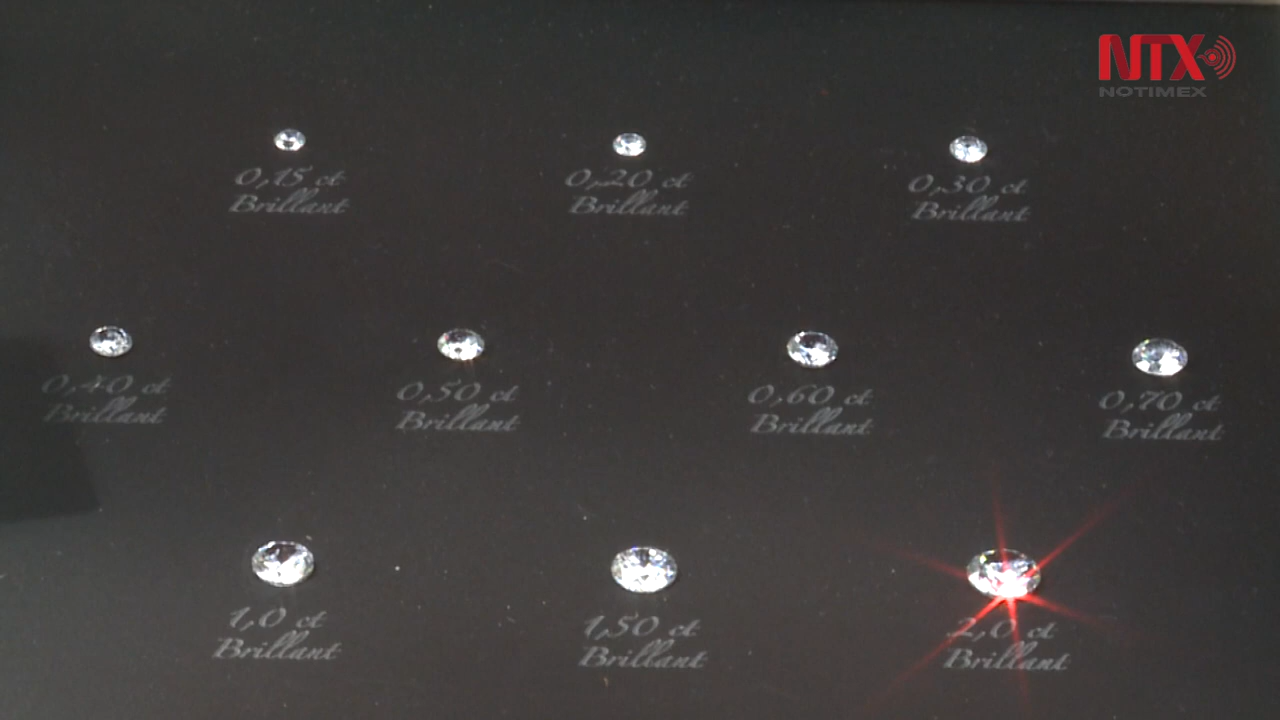 NTX
NOTIMEX
0,15 ct
Brillant
0,20 ct
Brillant
0,30 ct
Brillant
0,40 ct
Brillant
0,50 ct
Brillant
0,60 ct
Brillant
0,70 ct
Brillant
1,0 ct
Brillant
1,50 ct
Brillant
2,0 ct
Brillant